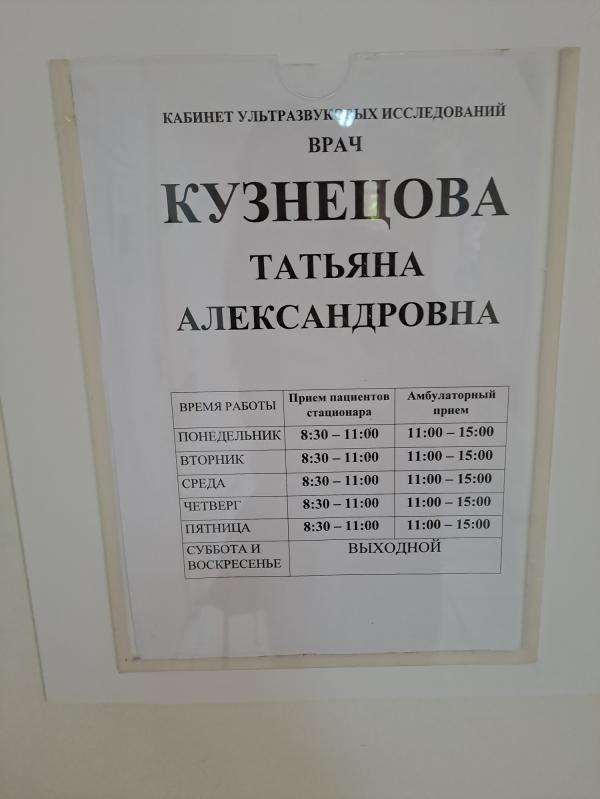 КАБИНЕТ УЛЬТРАЗВУКОВЫХ ИССЛЕДОВАНИЙ
ВРАЧ
КУЗНЕЦОВА
ТАТЬЯНА
АЛЕКСАНДРОВНА
ВРЕМЯ РАБОТЫ Прием пациентов стационара Амбулаторный прием
ПОНЕДЕЛЬНИК 8:30 – 11:00 11:00 – 15:00
ВТОРНИК 8:30 – 11:00 11:00 – 15:00
СРЕДА 8:30 – 11:00 11:00 – 15:00
ЧЕТВЕРГ 8:30 – 11:00 11:00 – 15:00
ПЯТНИЦА 8:30 – 11:00 11:00 – 15:00
СУББОТА И ВОСКРЕСЕНЬЕ ВЫХОДНОЙ